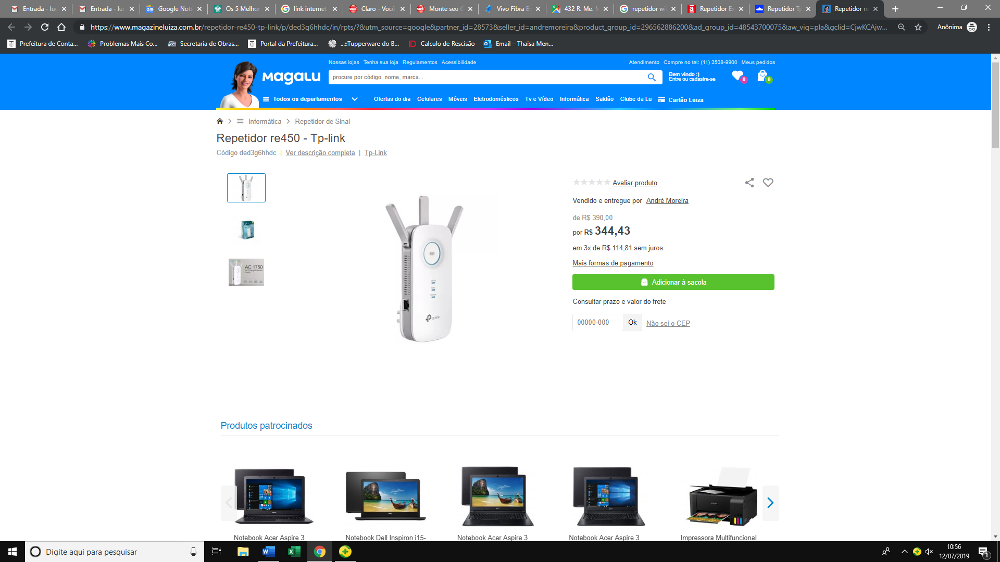 Entrada - luc
Entrada - luc
Google Notí
Os 5 Melhor
link internet
Claro - Você
Monte seu C
Vivo Fibra Er
432 R. Me. M
repetidor wi
Repetidor Ex
Repetidor Tp
Repetidor re
https://www.magazineluiza.com.br/repetidor-re450-tp-link/p/ded3g6hhdc/in/rpts/?&utm_source=google&partner_id=28573&seller_id=andremoreira&product_group_id=296562886200&ad_group_id=48543700075&aw_viq=pla&gclid=CjwKCAjw...
Anônima
Prefeitura de Conta...
Problemas Mais Co...
Secretaria de Obras...
Portal da Prefeitura...
...::Tupperware do B...
Calculo de Rescisão
Email – Thaisa Men...
Nossas lojas Tenha sua loja Regulamentos Acessibilidade
Atendimento Compre no tel: (11) 3508-9900 Meus pedidos
MagaLu
procure por código, nome, marca...
Bem vindo :)
Entre ou cadastre-se
0
0
Todos os departamentos
Ofertas do dia Celulares Móveis Eletrodomésticos Tv e Vídeo Informática Saldão Clube da Lu Cartão Luiza
Informática
Repetidor de Sinal
Repetidor re450 - Tp-link
Código ded3g6hhdc | Ver descrição completa | Tp-Link
AC 1750
tp-link
Avaliar produto
Vendido e entregue por André Moreira
de R$ 390,00
por R$ 344,43
em 3x de R$ 114,81 sem juros
Mais formas de pagamento
Adicionar à sacola
Consultar prazo e valor do frete
00000-000
Ok
Não sei o CEP
Produtos patrocinados
Notebook Acer Aspire 3
Notebook Dell Inspiron i15-
Notebook Acer Aspire 3
Notebook Acer Aspire 3
Impressora Multifuncional
Digite aqui para pesquisar
10:56
12/07/2019
1